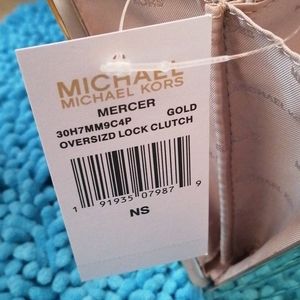 MICHAEL
MICHAEL KORS
MERCER
30H7MM9C4P GOLD
OVERSIZD LOCK CLUTCH
1 91935 07987 9
NS